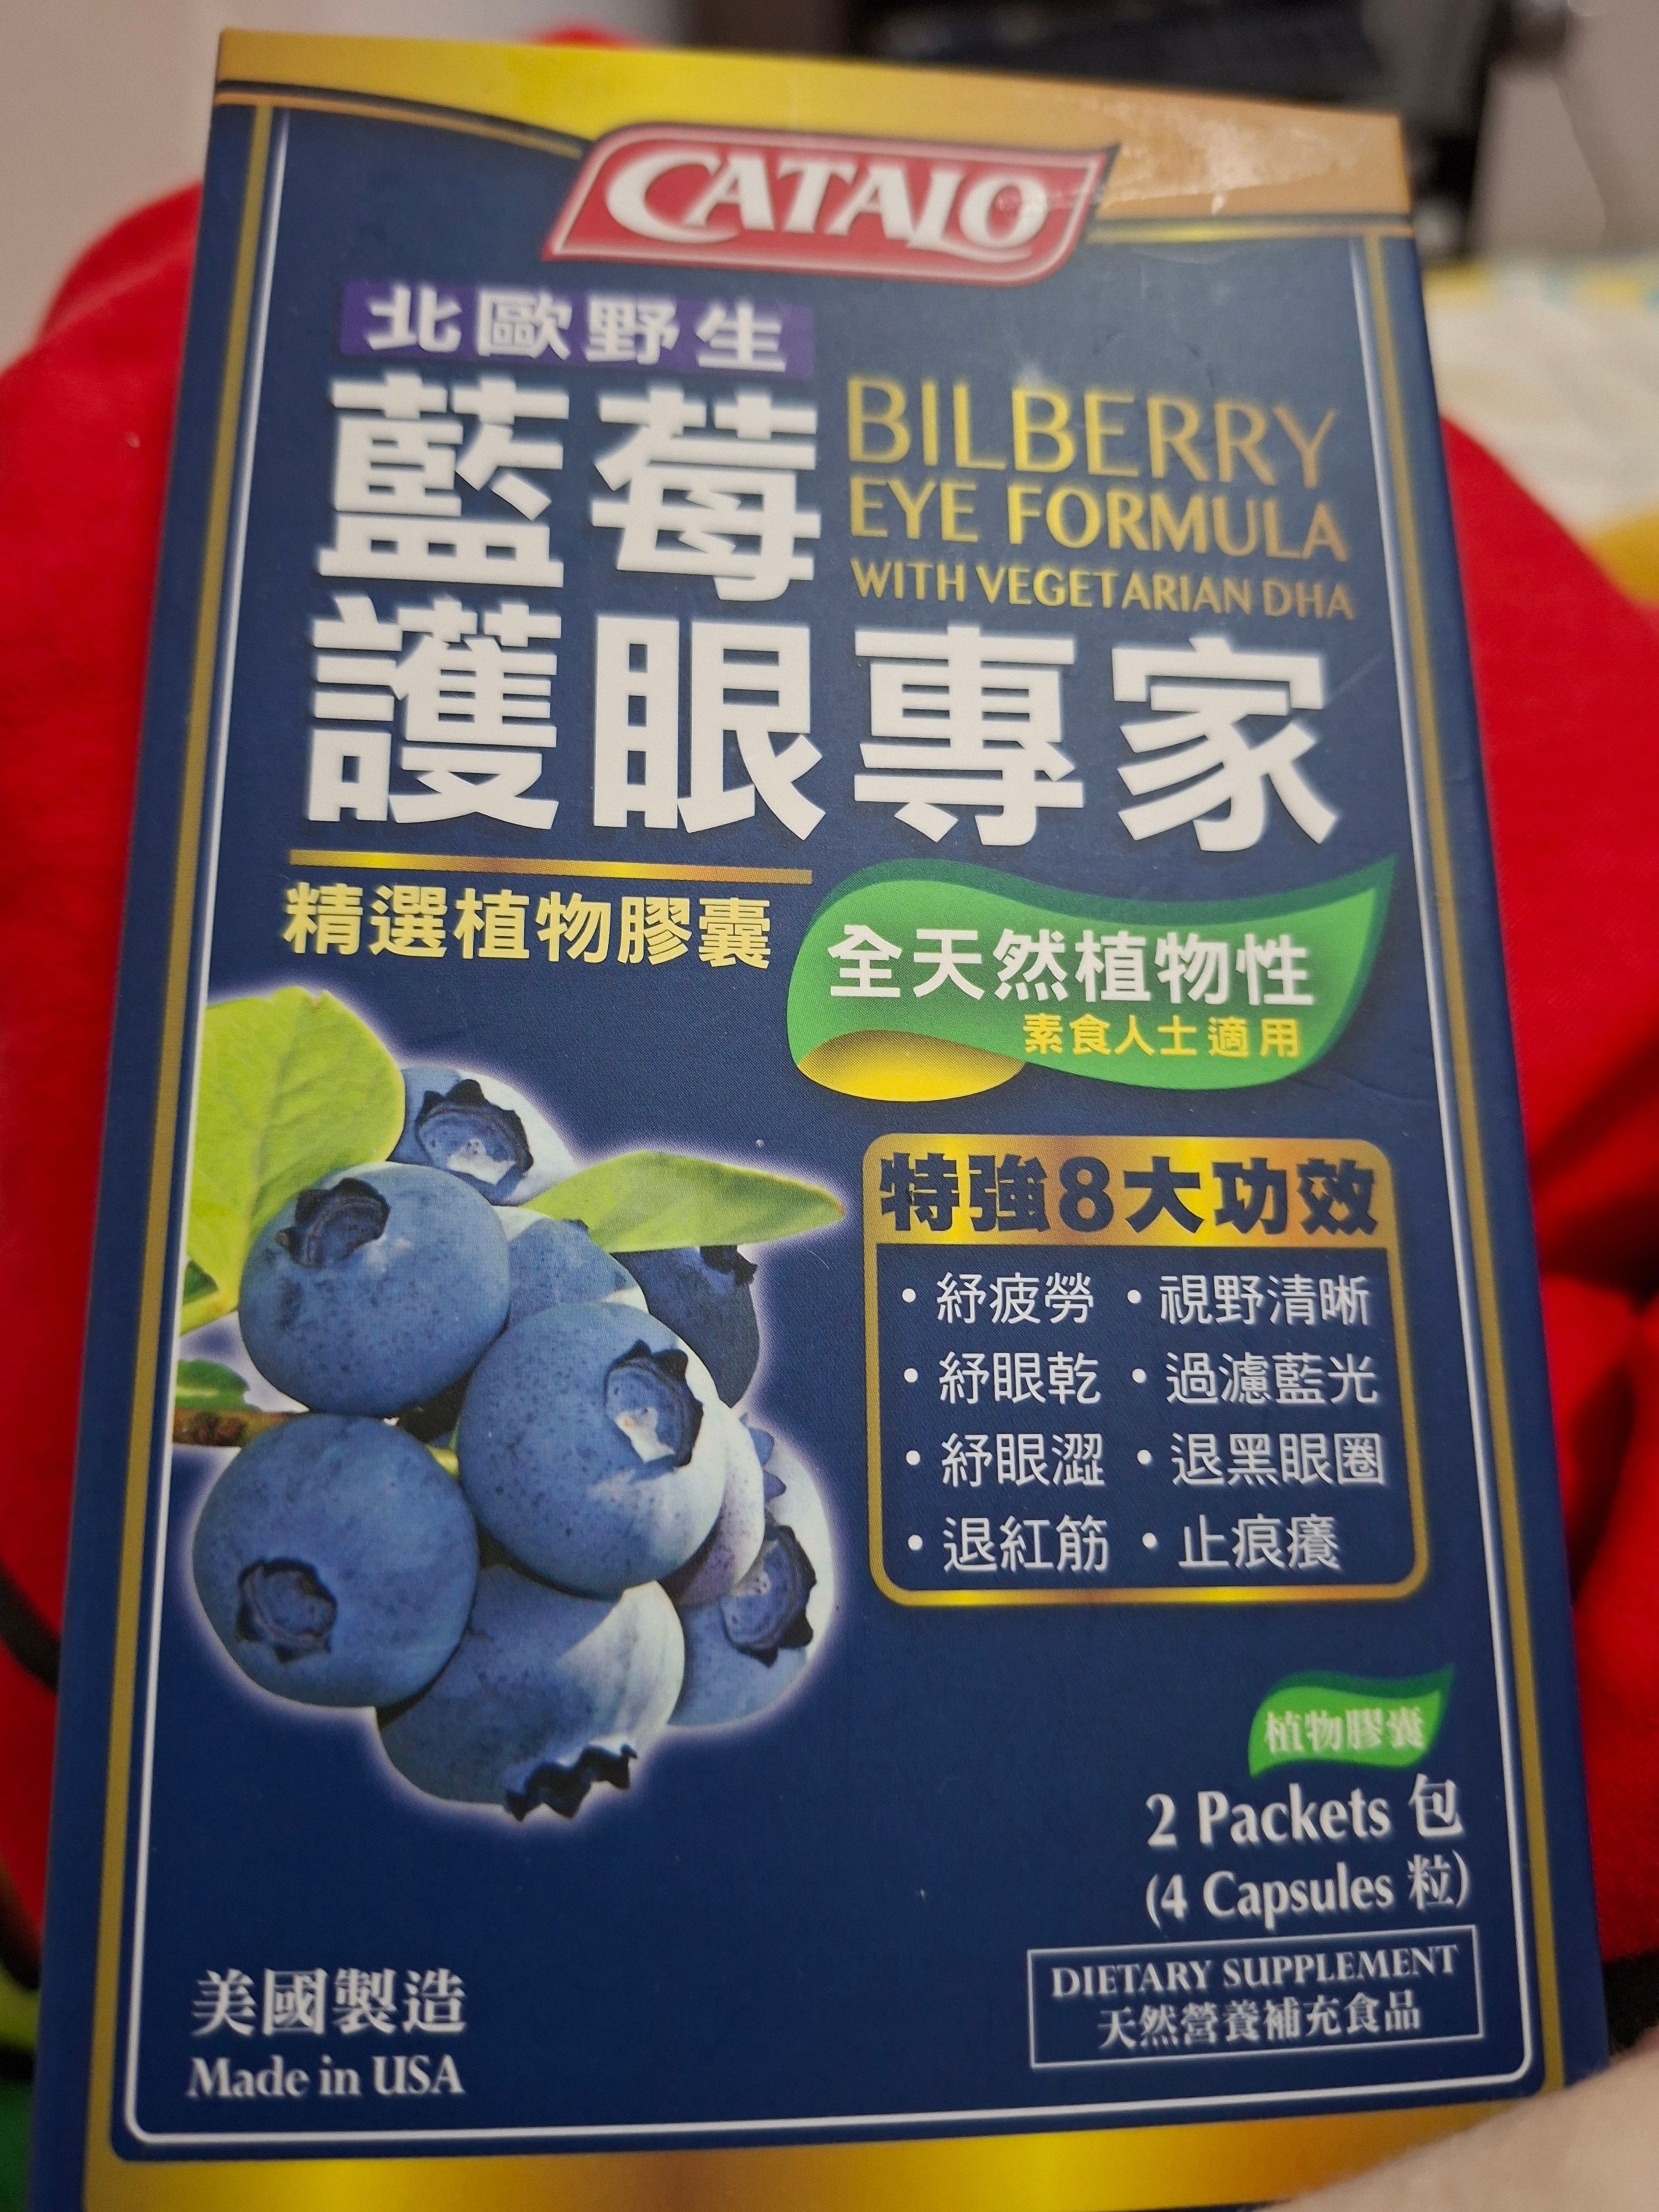 CATALO
北歐野生
藍莓
BILBERRY
EYE FORMULA
WITH VEGETARIAN DHA
護眼專家
精選植物膠囊
全天然植物性
素食人士適用
特強8大功效
・紓疲勞 ・視野清晰
・紓眼乾 ・過濾藍光
・紓眼澀 ・退黑眼圈
・退紅筋 ・止痕癢
植物膠囊
2 Packets 包
(4 Capsules 粒)
DIETARY SUPPLEMENT
天然營養補充食品
美國製造
Made in USA